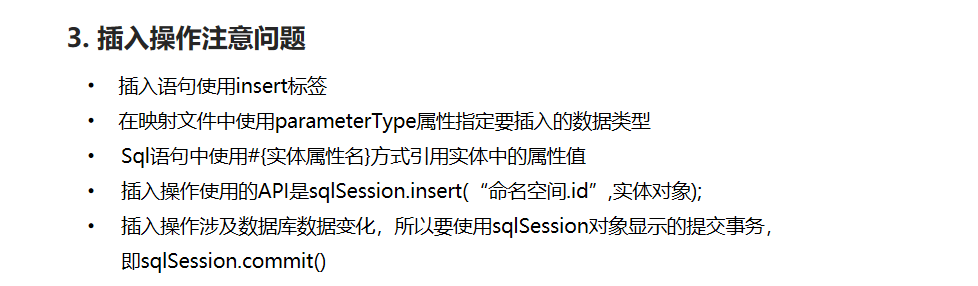 3. 插入操作注意问题
• 插入语句使用insert标签
• 在映射文件中使用parameterType属性指定要插入的数据类型
• Sql语句中使用#{实体属性名}方式引用实体中的属性值
• 插入操作使用的API是sqlSession.insert(“命名空间.id”,实体对象);
• 插入操作涉及数据库数据变化，所以要使用sqlSession对象显示的提交事务，
即sqlSession.commit()